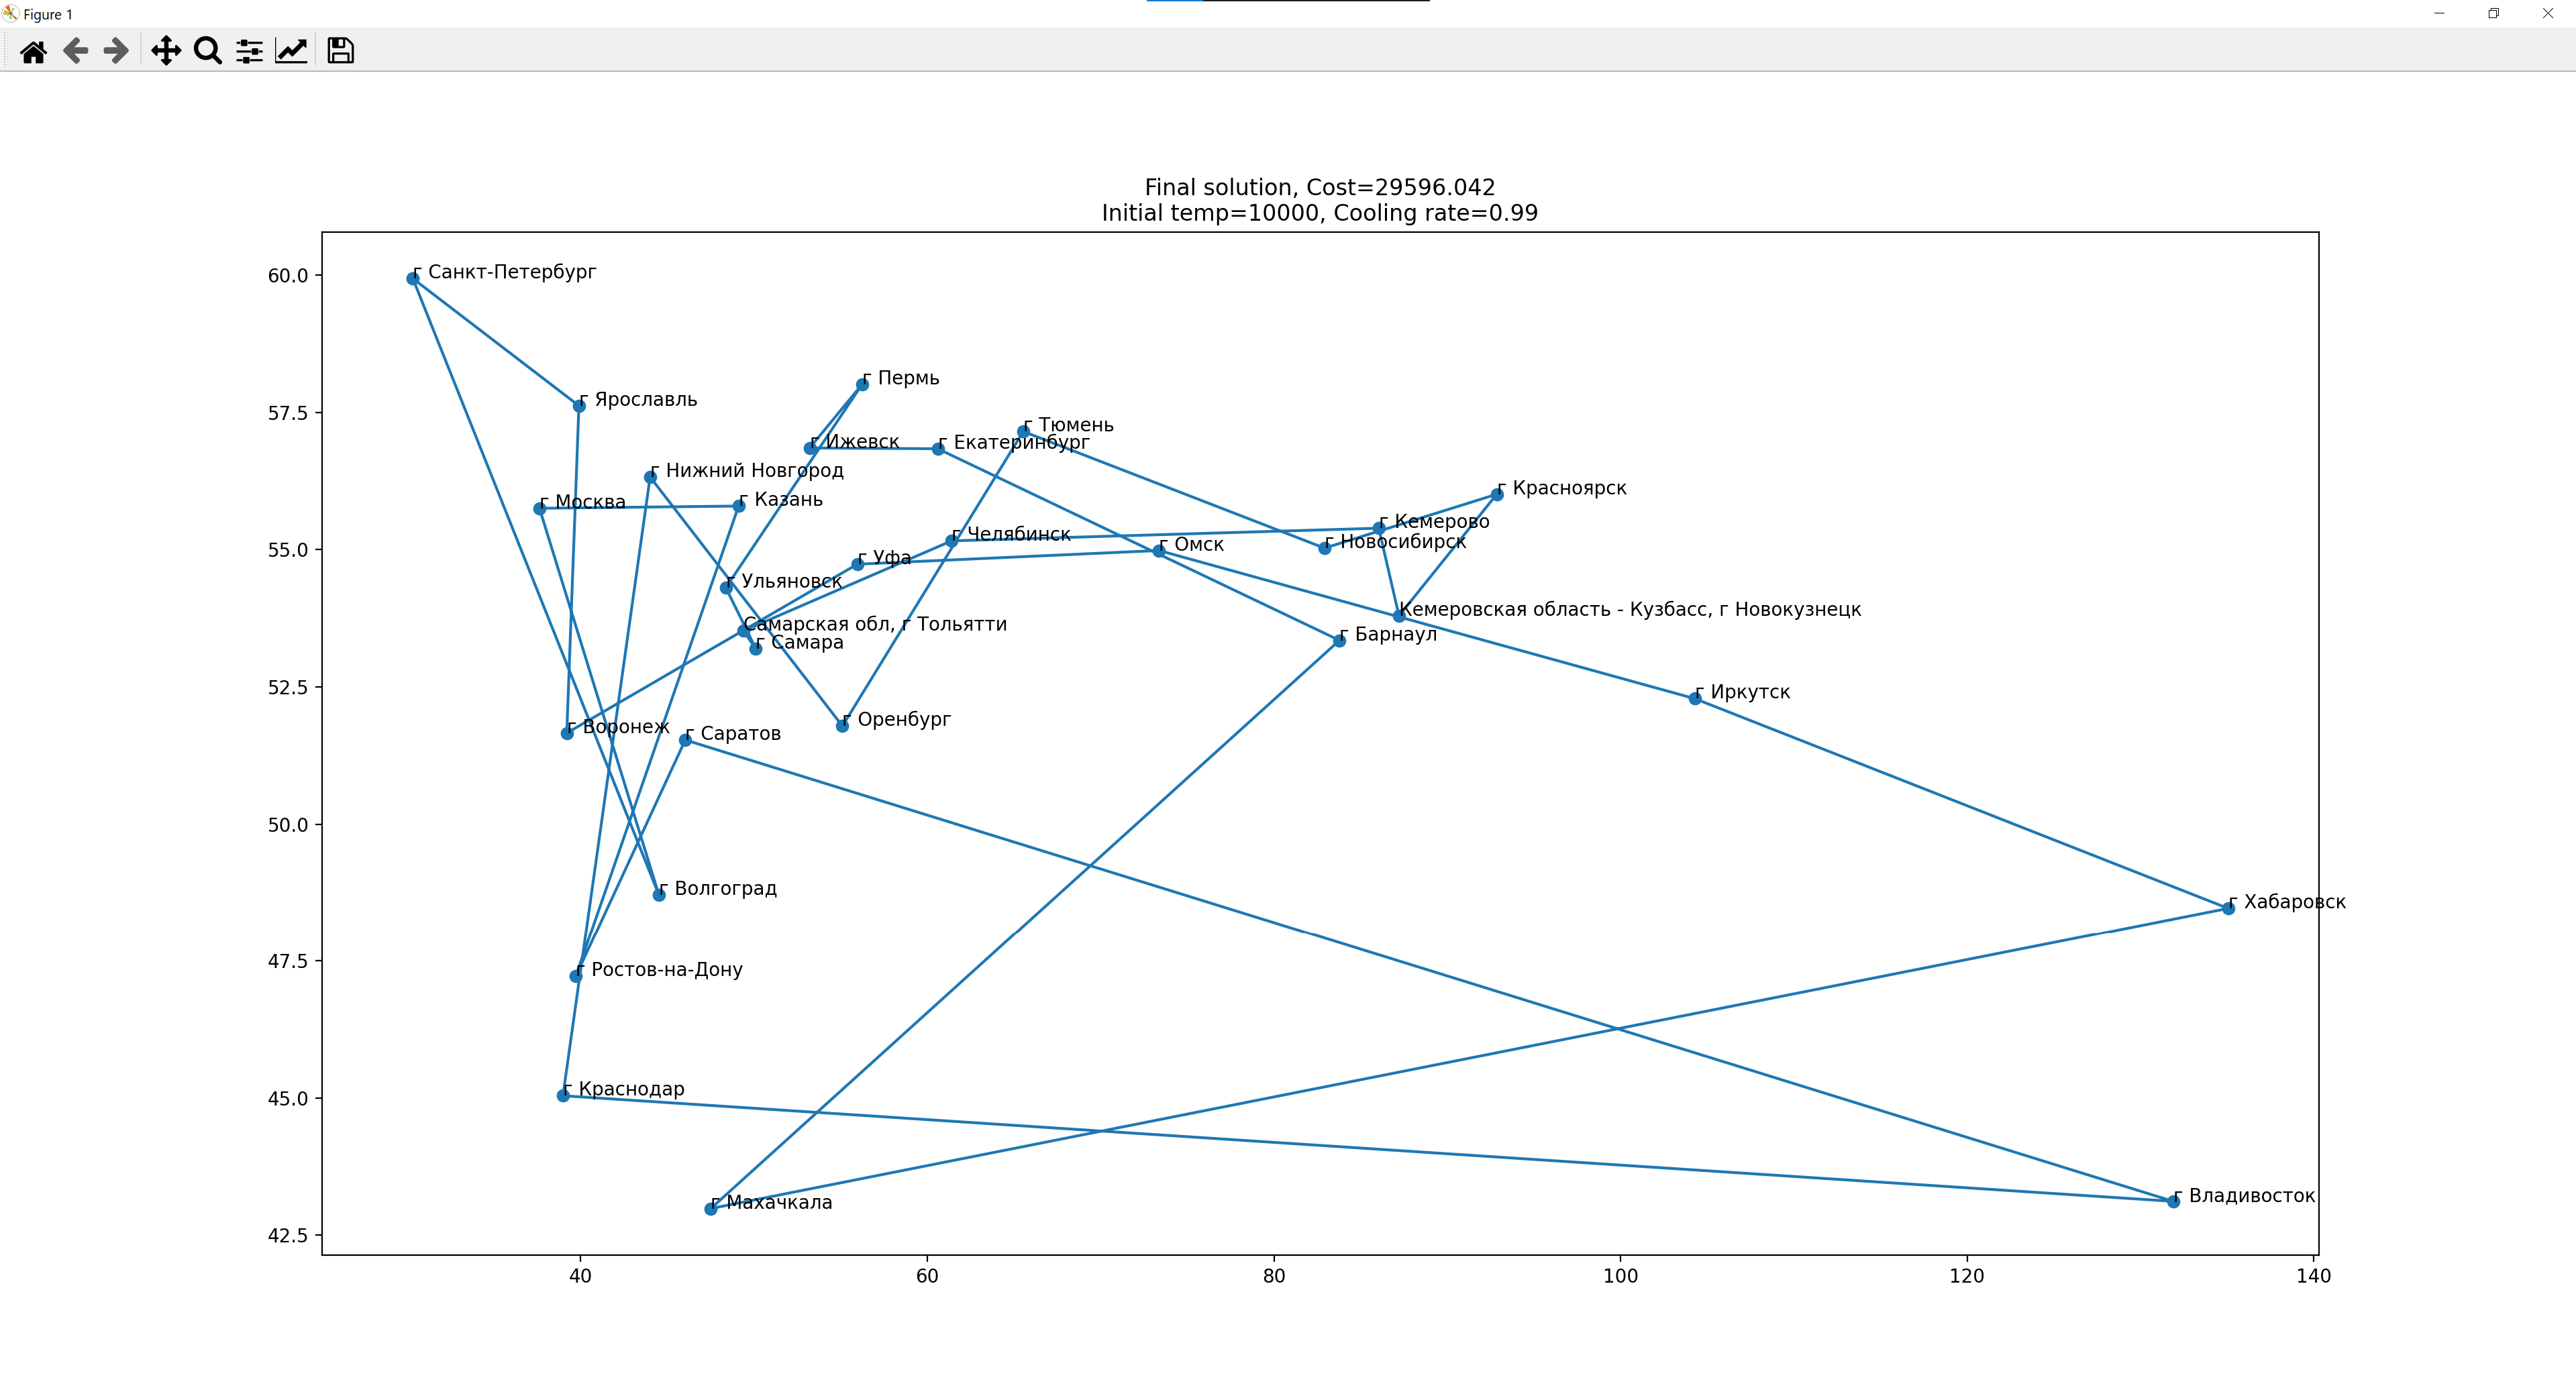 Figure 1
Final solution, Cost=29596.042
Initial temp=10000, Cooling rate=0.99
60.0
57.5
55.0
52.5
50.0
47.5
45.0
42.5
г Санкт-Петербург
г Пермь
г Ярославль
г Тюмень
г Ижевск
г Екатеринбург
г Нижний Новгород
г Красноярск
г Казань
г Москва
г Кемерово
г Челябинск
г Новосибирск
г Омск
г Уфа
г Ульяновск
Кемеровская область - Кузбасс, г Новокузнецк
Самарская обл, г Тольятти
г Барнаул
г Самара
г Иркутск
г Оренбург
г Воронеж
г Саратов
г Волгоград
г Хабаровск
г Ростов-на-Дону
г Краснодар
г Владивосток
г Махачкала
40
60
80
100
120
140